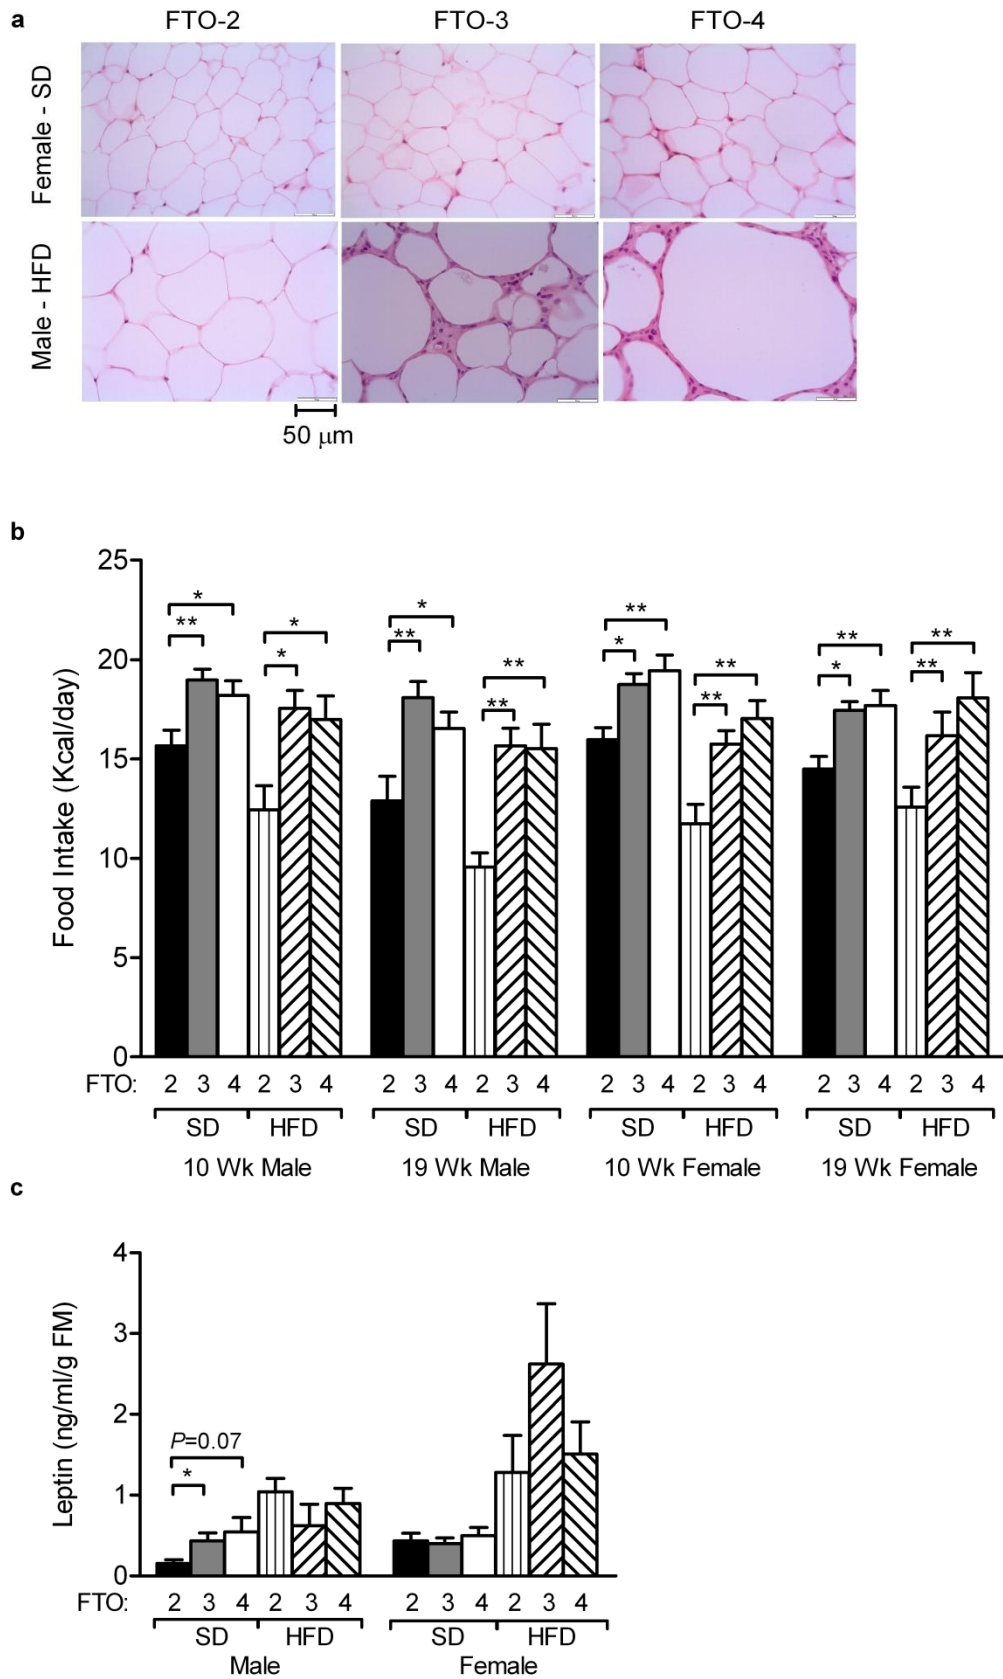 a
FTO-2 FTO-3 FTO-4
Female - SD
Male - HFD
50 μm
b
Food Intake (Kcal/day)
25
20
15
10
5
0
* ** * * * ** ** ** ** * ** ** ** * ** **
FTO: 2 3 4 2 3 4 2 3 4 2 3 4 2 3 4 2 3 4 2 3 4 2 3 4
SD HFD SD HFD SD HFD SD HFD
10 Wk Male 19 Wk Male 10 Wk Female 19 Wk Female
c
Leptin (ng/ml/g FM)
4
3
2
1
0
P=0.07
*
FTO: 2 3 4 2 3 4 2 3 4 2 3 4
SD HFD SD HFD
Male Female